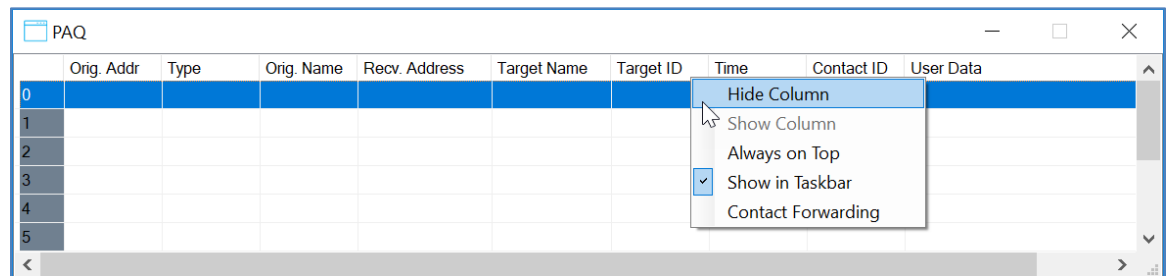 PAQ
Orig. Addr Type Orig. Name Recv. Address Target Name Target ID Time Contact ID User Data
0
Hide Column
1
Show Column
2
Always on Top
3
Show in Taskbar
4
Contact Forwarding
5